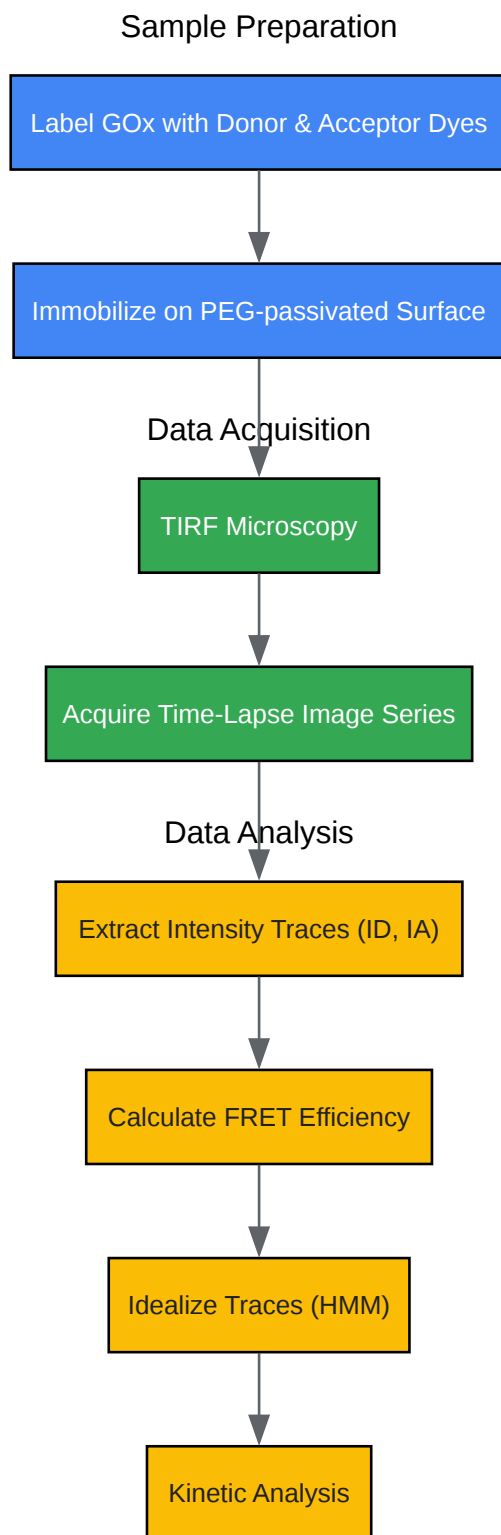 Sample Preparation
Label GOx with Donor & Acceptor Dyes
Immobilize on PEG-passivated Surface
Data Acquisition
TIRF Microscopy
Acquire Time-Lapse Image Series
Data Analysis
Extract Intensity Traces (ID, IA)
Calculate FRET Efficiency
Idealize Traces (HMM)
Kinetic Analysis